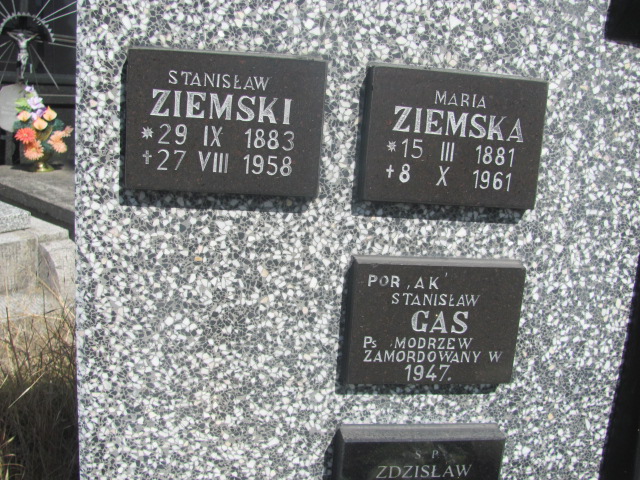 STANISŁAW
ZIEMSKI
* 29 IX 1883
† 27 VIII 1958
MARIA
ZIEMSKA
* 15 III 1881
† 8 X 1961
POR „AK"
STANISŁAW
GAS
Ps MODRZEW
ZAMORDOWANY W
1947.
S P
ZDZISŁAW